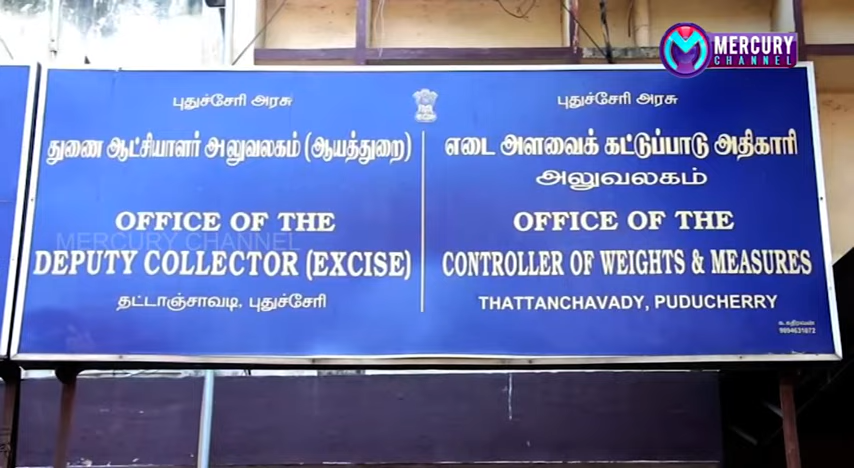 MERCURY
CHANNEL
புதுச்சேரி அரசு
துணை ஆட்சியாளர் அலுவலகம் (ஆயத்துறை)
OFFICE OF THE
DEPUTY COLLECTOR (EXCISE)
தட்டாஞ்சாவடி, புதுச்சேரி
MERCURY CHANNEL
புதுச்சேரி அரசு
எடை அளவைக் கட்டுப்பாடு அதிகாரி
அலுவலகம்
OFFICE OF THE
CONTROLLER OF WEIGHTS & MEASURES
THATTANCHAVADY, PUDUCHERRY